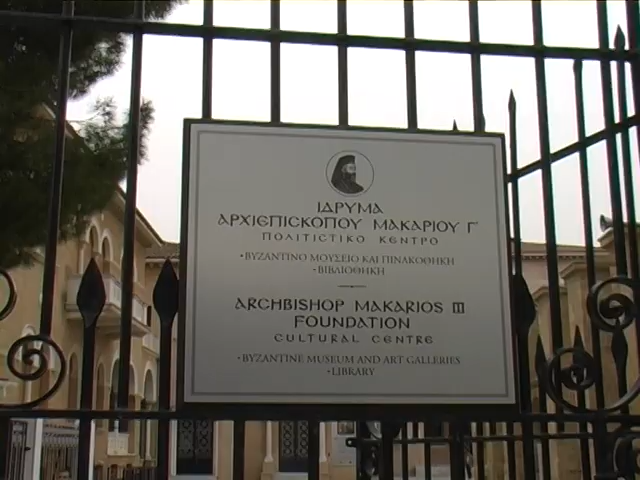 ΙΔΡΥΜΑ
ΑΡΧΙΕΠΙΣΚΟΠΟΥ ΜΑΚΑΡΙΟΥ Γ'
ΠΟΛΙΤΙΣΤΙΚΟ ΚΕΝΤΡΟ
•ΒΥΖΑΝΤΙΝΟ ΜΟΥΣΕΙΟ ΚΑΙ ΠΙΝΑΚΟΘΗΚΗ
•ΒΙΒΛΙΟΘΗΚΗ
ARCHBISHOP MAKARIOS III
FOUNDATION
CULTURAL CENTRE
•BYZANTINE MUSEUM AND ART GALLERIES
•LIBRARY